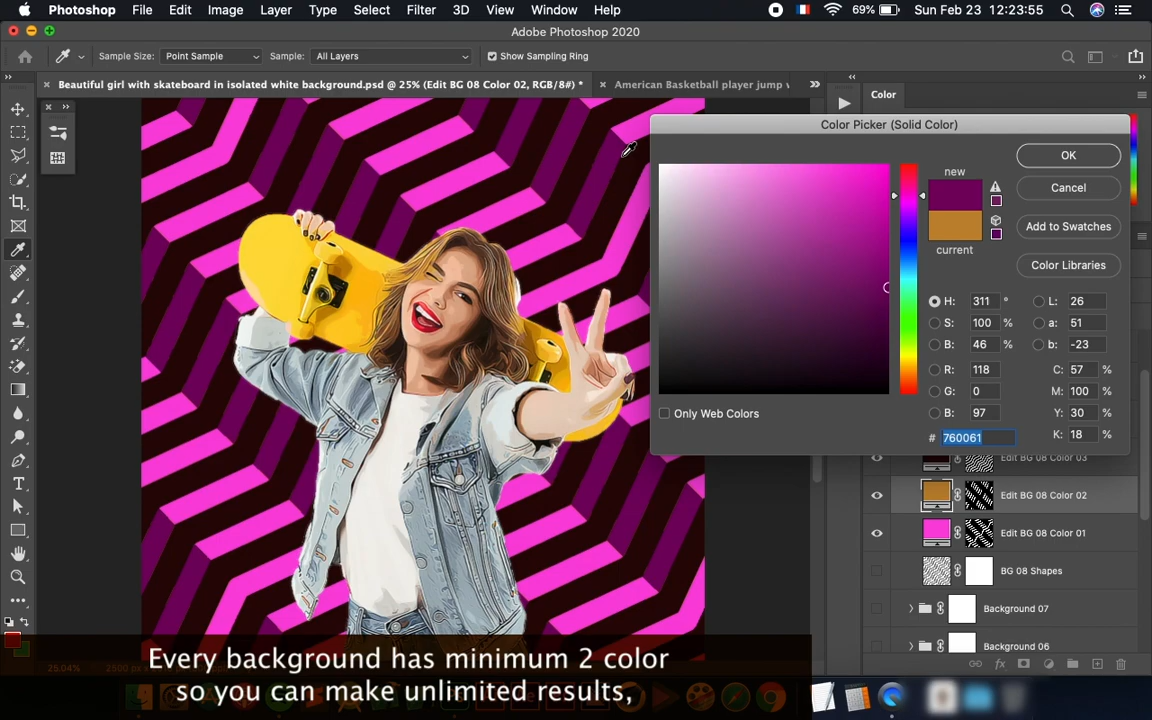 Photoshop File Edit Image Layer Type Select Filter 3D View Window Help 69% Sun Feb 23 12:23:55
Adobe Photoshop 2020
Sample Size: Point Sample Sample: All Layers Show Sampling Ring
Beautiful girl with skateboard in isolated white background.psd @ 25% (Edit BG 08 Color 02, RGB/8#) * American Basketball player jump
Color
Color Picker (Solid Color)
new
OK
Cancel
Add to Swatches
current
Color Libraries
H: 311 ° L: 26
S: 100 % a: 51
B: 46 % b: -23
R: 118 C: 57 %
G: 0 M: 100 %
B: 97 Y: 30 %
# 760061 K: 18 %
Only Web Colors
Edit BG 08 Color 03
Edit BG 08 Color 02
Edit BG 08 Color 01
BG 08 Shapes
Background 07
Background 06
Every background has minimum 2 color
so you can make unlimited results,
25.04%